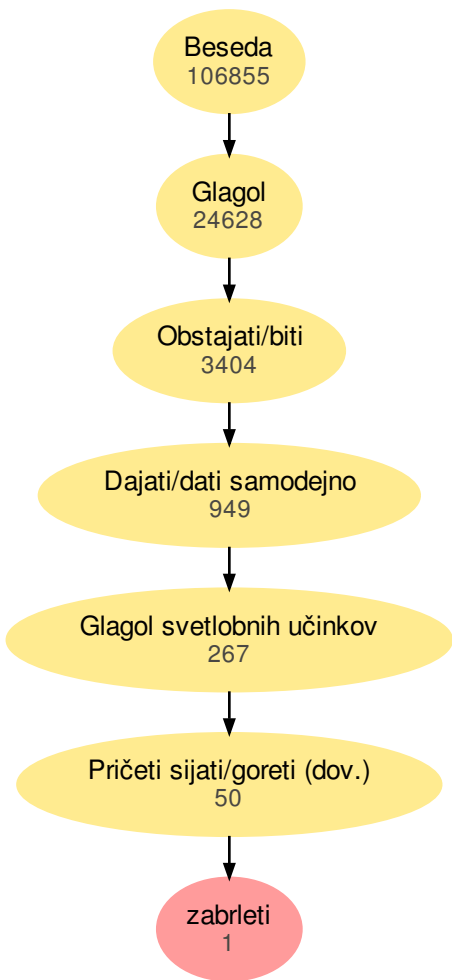 Beseda
106855
Glagol
24628
Obstajati/biti
3404
Dajati/dati samodejno
949
Glagol svetlobnih učinkov
267
Pričeti sijati/goreti (dov.)
50
zabrleti
1